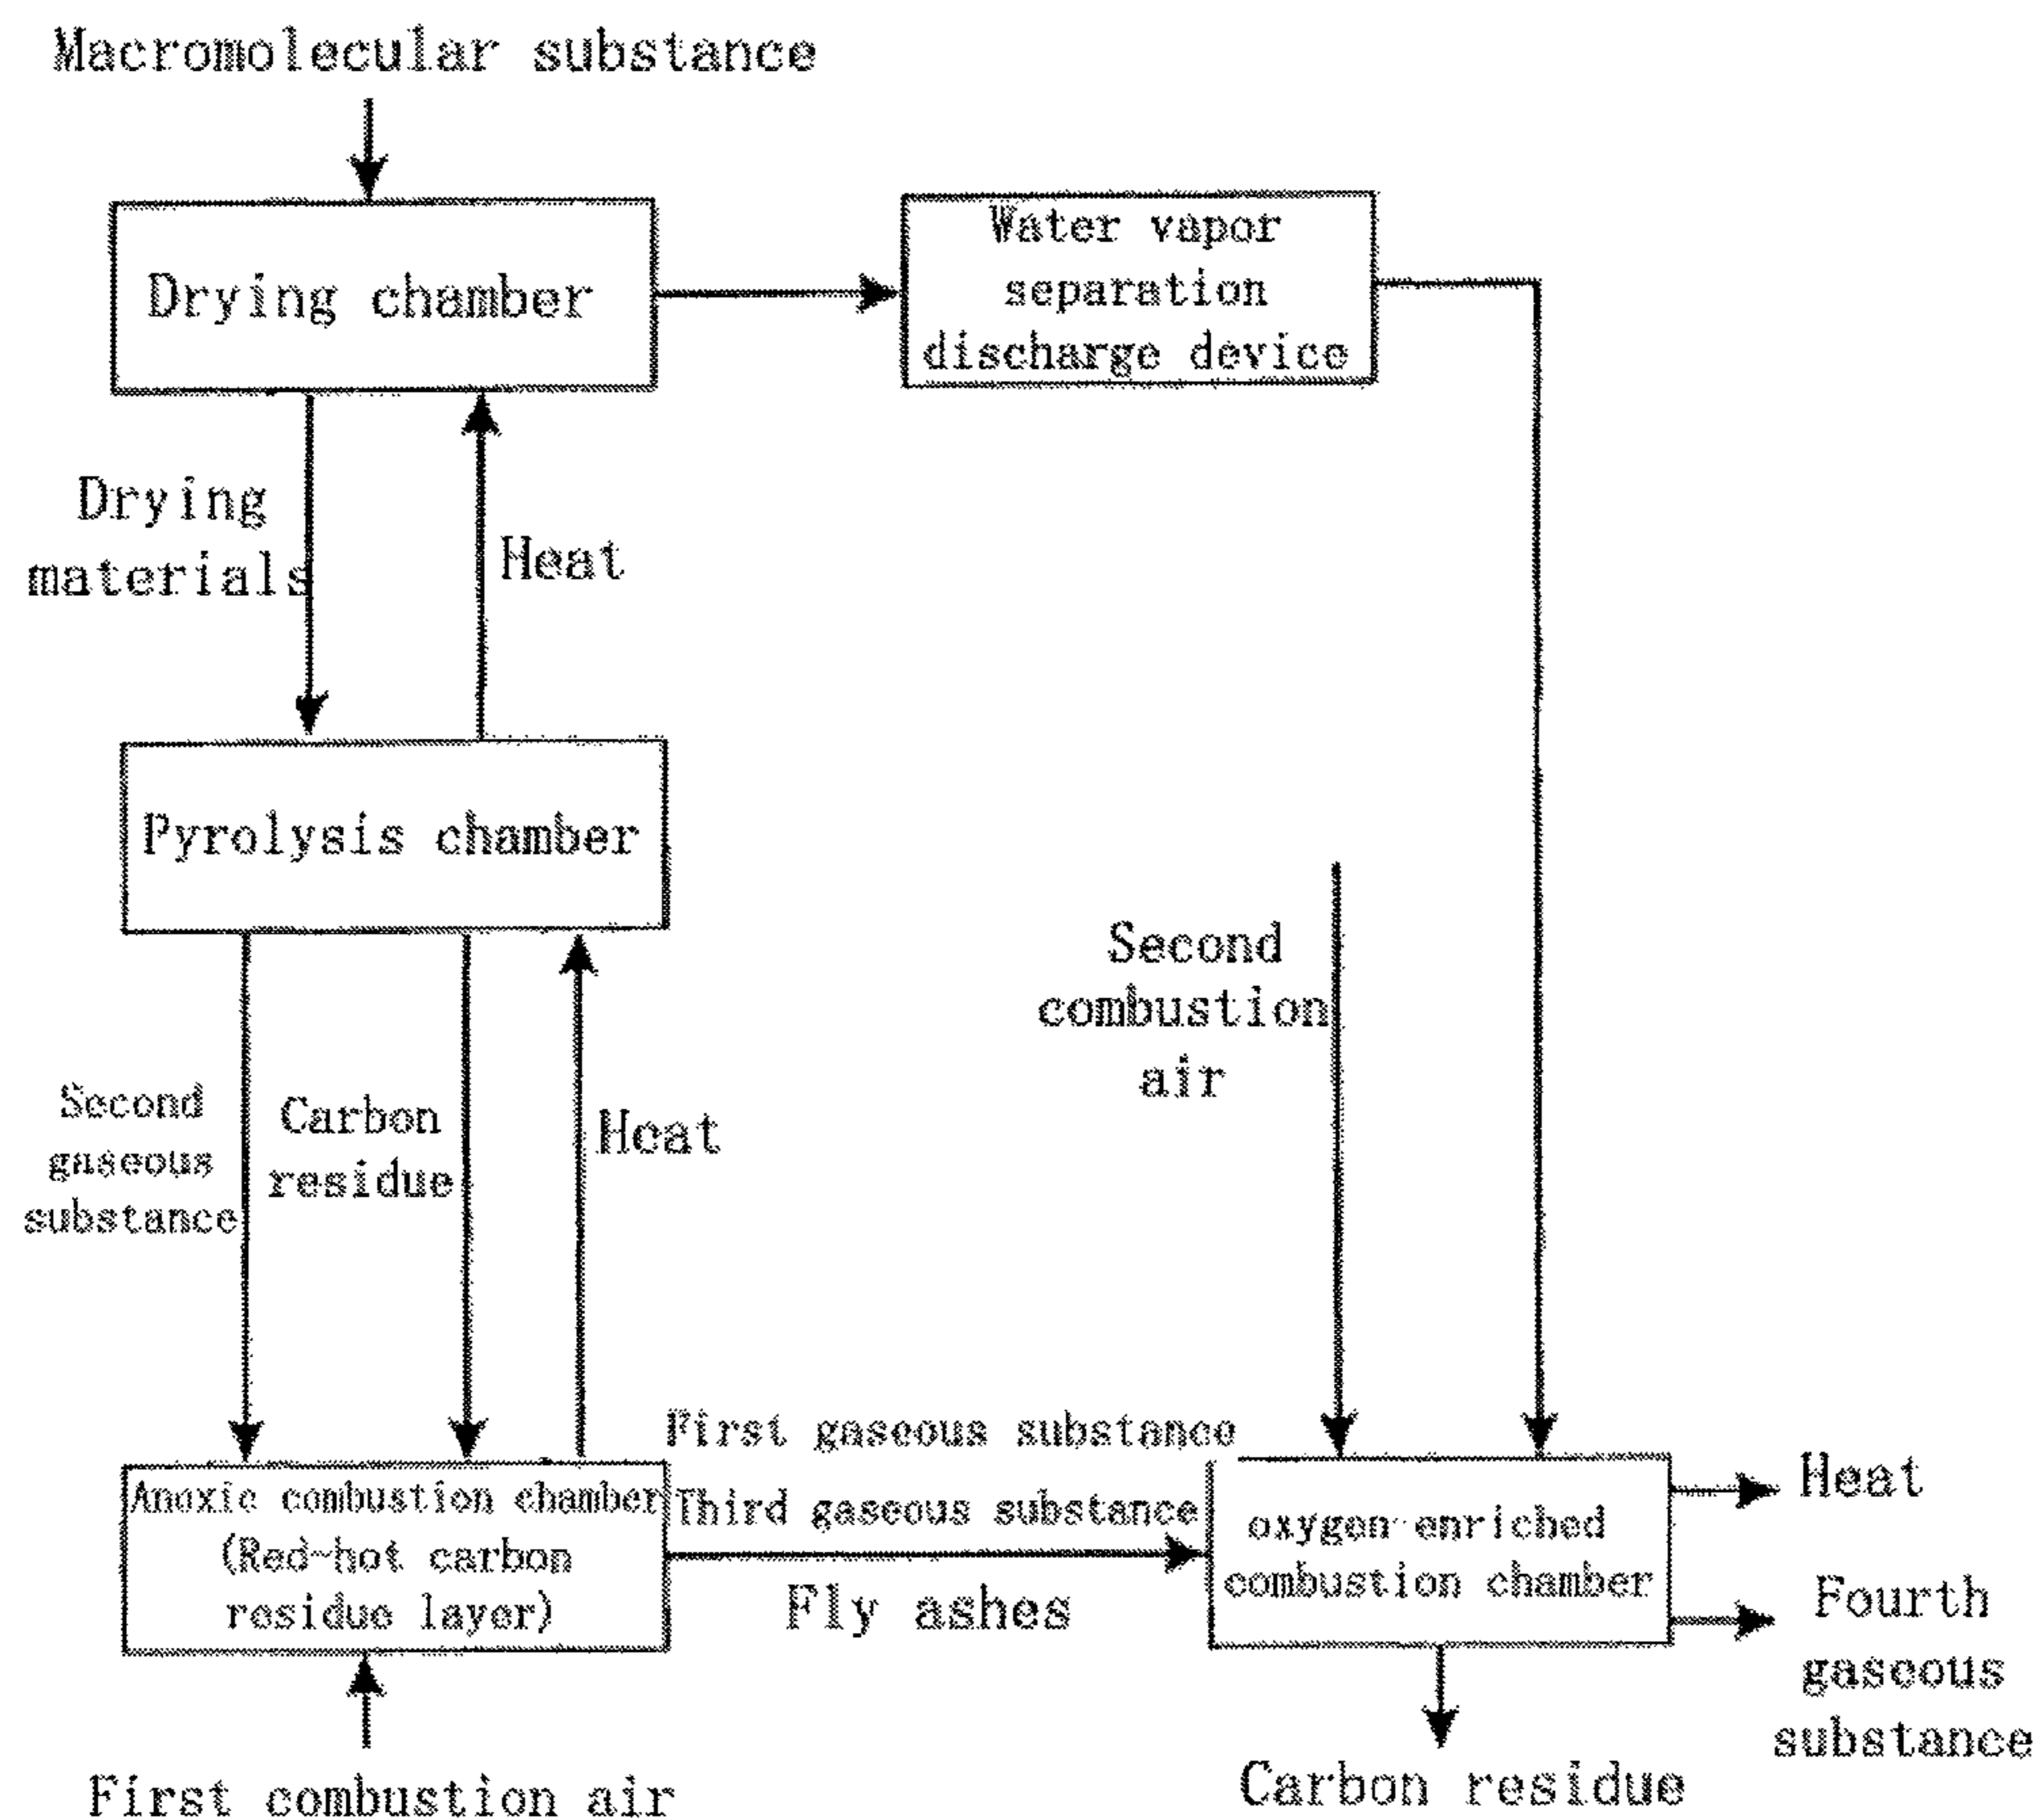 Macromolecular substance
Drying chamber
Water vapor
separation
discharge device
Drying
materials
Heat
Pyrolysis chamber
Second
combustion
air
Second
gaseous
substance
Carbon
residue
Heat
First gaseous substance
Third gaseous substance
Fly ashes
Anoxic combustion chamber
(Red-hot carbon
residue layer)
oxygen-enriched
combustion chamber
Heat
Fourth
gaseous
substance
First combustion air
Carbon residue